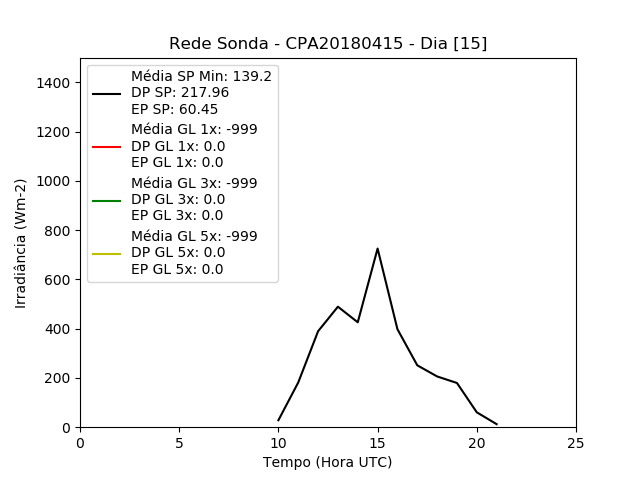 Rede Sonda - CPA20180415 - Dia [15]
Irradiância (Wm-2)
1400
1200
1000
800
600
400
200
0
Média SP Min: 139.2
DP SP: 217.96
EP SP: 60.45
Média GL 1x: -999
DP GL 1x: 0.0
EP GL 1x: 0.0
Média GL 3x: -999
DP GL 3x: 0.0
EP GL 3x: 0.0
Média GL 5x: -999
DP GL 5x: 0.0
EP GL 5x: 0.0
0 5 10 15 20 25
Tempo (Hora UTC)